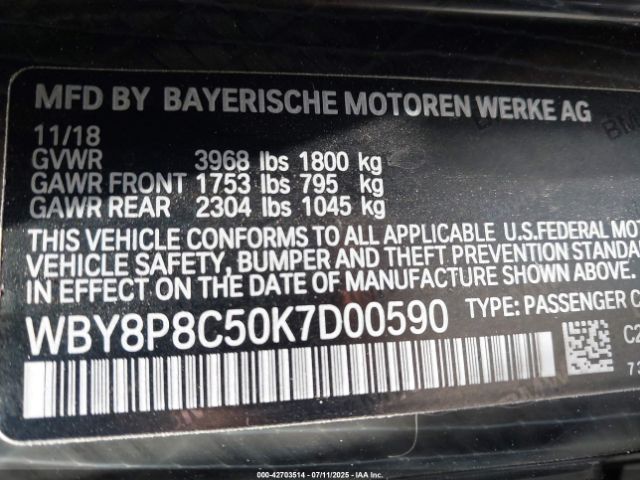 MFD BY BAYERISCHE MOTOREN WERKE AG
11/18
GVWR 3968 lbs 1800 kg
GAWR FRONT 1753 lbs 795 kg
GAWR REAR 2304 lbs 1045 kg
THIS VEHICLE CONFORMS TO ALL APPLICABLE U.S.FEDERAL MOT
VEHICLE SAFETY, BUMPER AND THEFT PREVENTION STANDA
IN EFFECT ON THE DATE OF MANUFACTURE SHOWN ABOVE.
WBY8P8C50K7D00590 TYPE: PASSENGER C
C2
73
000-42703514 - 07/11/2025 - IAA Inc.